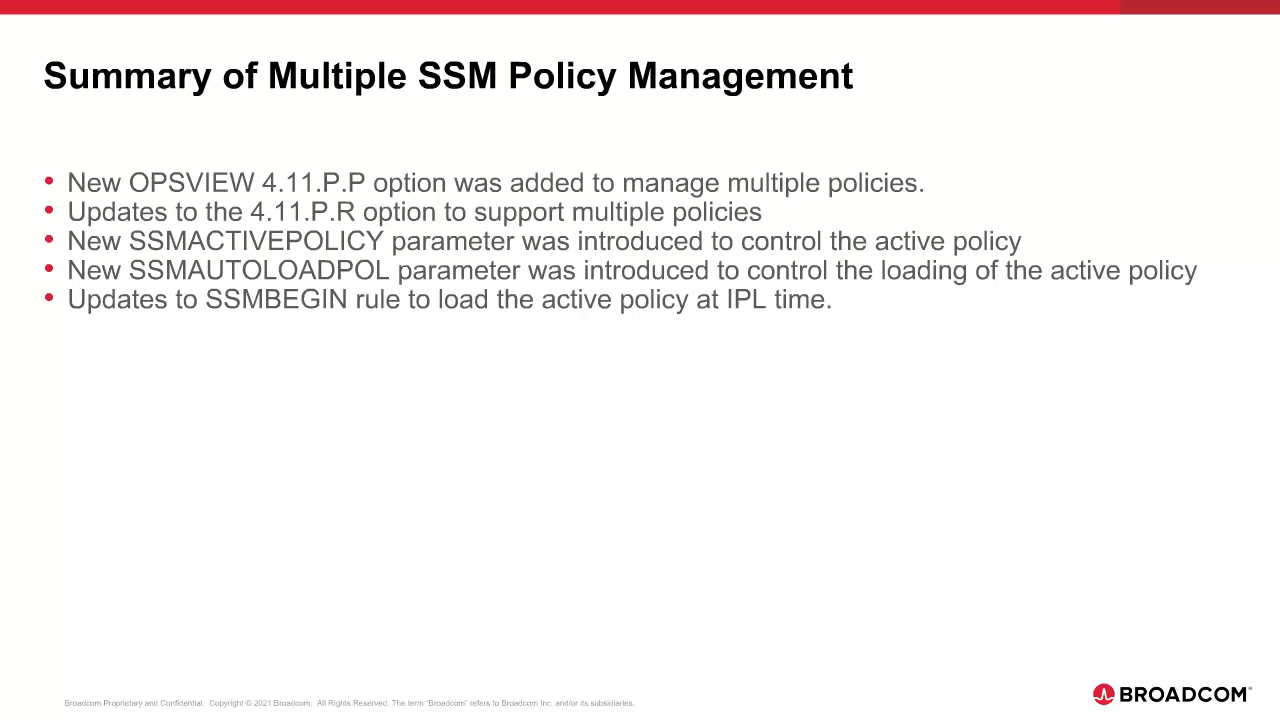 Summary of Multiple SSM Policy Management
• New OPSVIEW 4.11.P.P option was added to manage multiple policies.
• Updates to the 4.11.P.R option to support multiple policies
• New SSMACTIVEPOLICY parameter was introduced to control the active policy
• New SSMAUTOLOADPOL parameter was introduced to control the loading of the active policy
• Updates to SSMBEGIN rule to load the active policy at IPL time.
Broadcom Proprietary and Confidential. Copyright © 2021 Broadcom. All Rights Reserved. The term “Broadcom” refers to Broadcom Inc. and/or its subsidiaries.
BROADCOM®